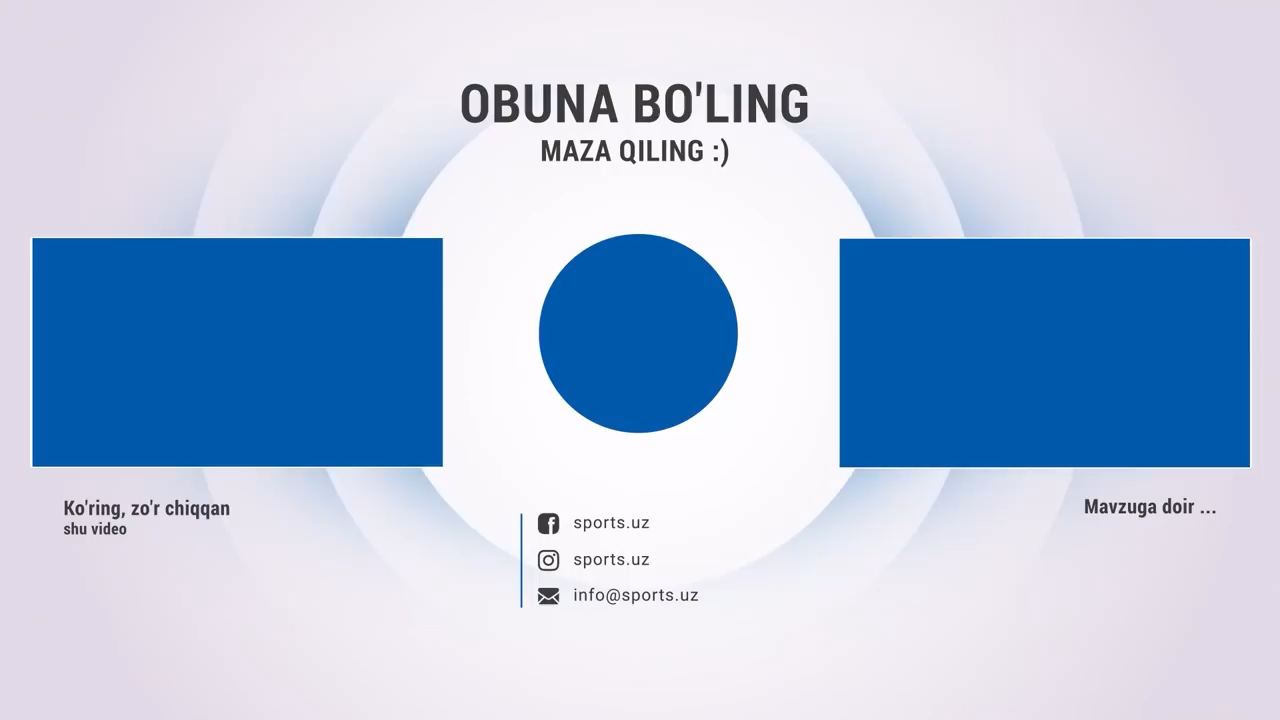 OBUNA BO'LING
MAZA QILING :)
Ko'ring, zo'r chiqqan
shu video
Mavzuga doir ...
sports.uz
sports.uz
info@sports.uz